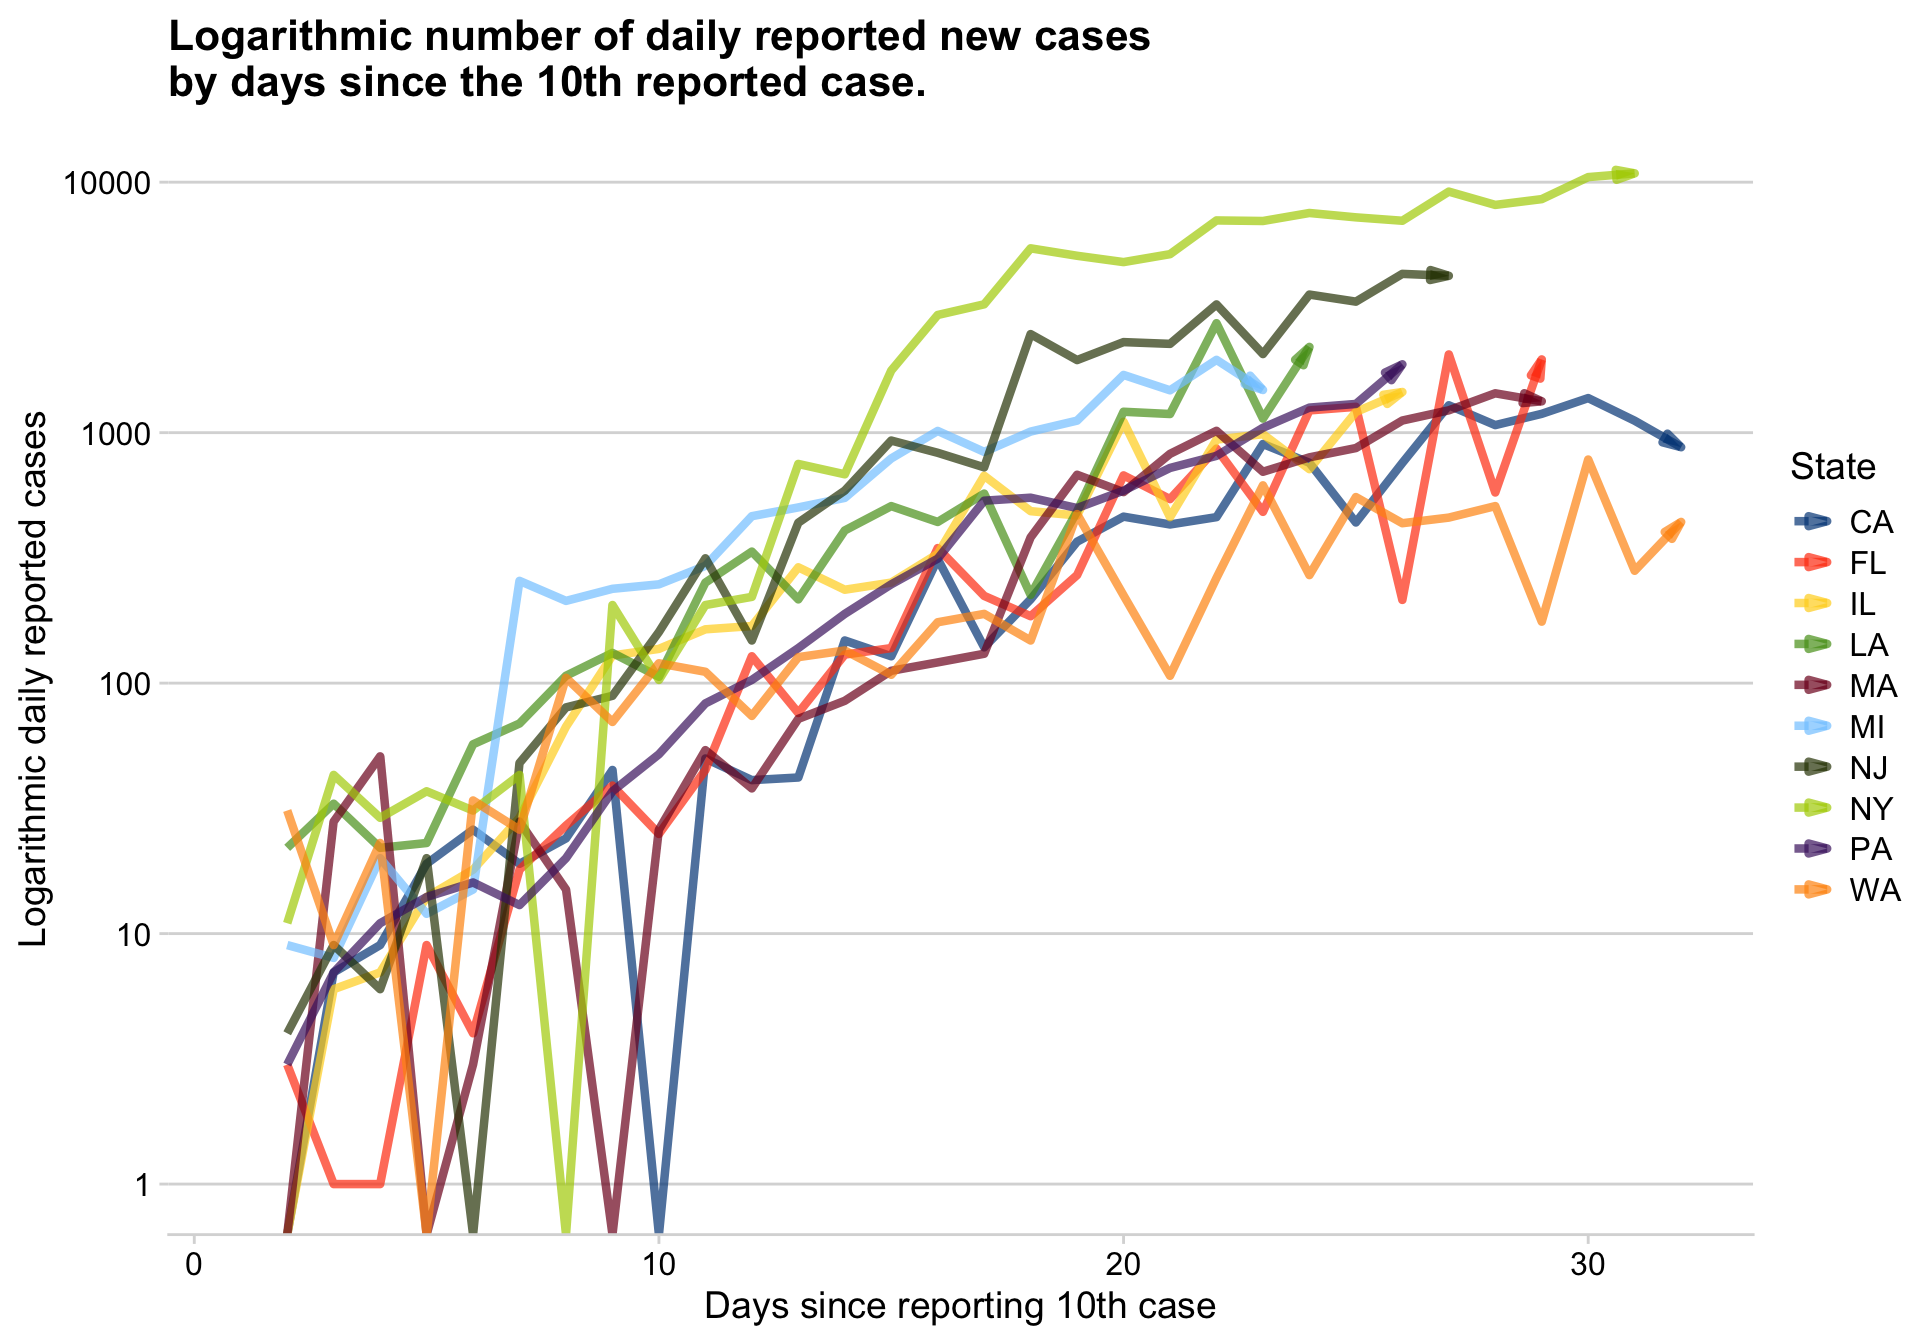 Logarithmic number of daily reported new cases
by days since the 10th reported case.
10000
1000
100
10
1
Logarithmic daily reported cases
0 10 20 30
Days since reporting 10th case
State
CA
FL
IL
LA
MA
MI
NJ
NY
PA
WA